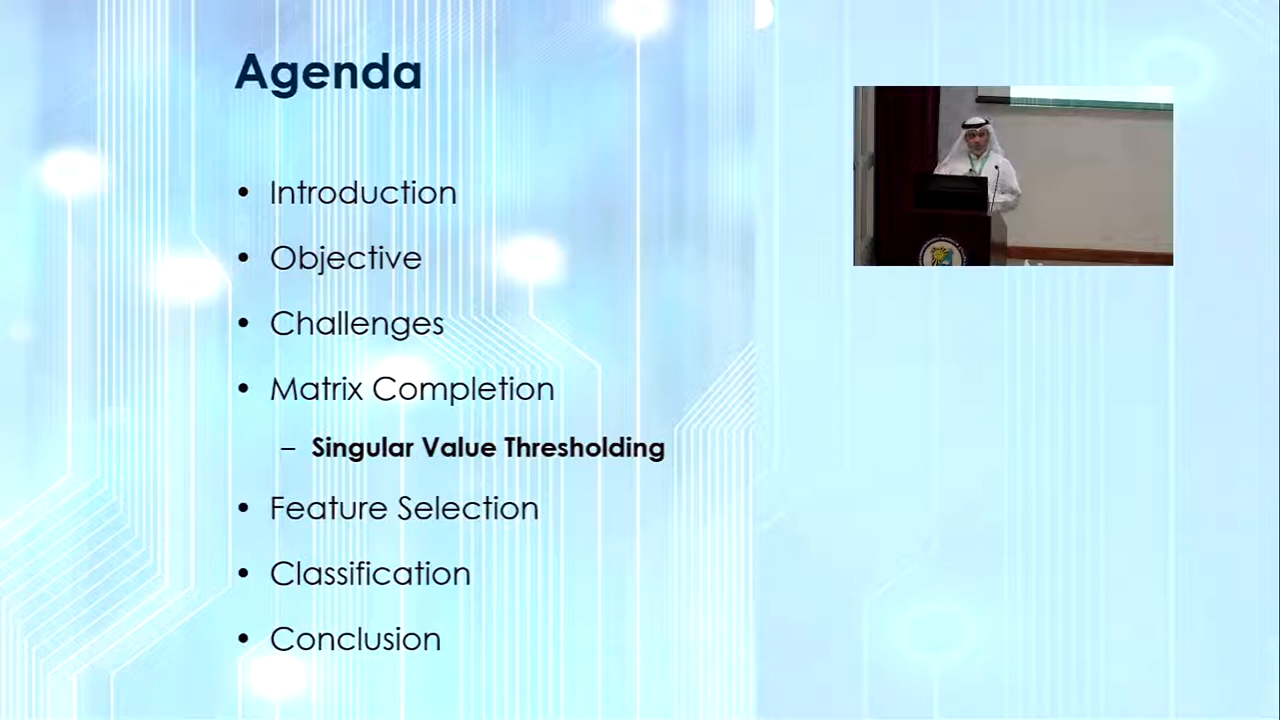 Agenda
• Introduction
• Objective
• Challenges
• Matrix Completion
– Singular Value Thresholding
• Feature Selection
• Classification
• Conclusion